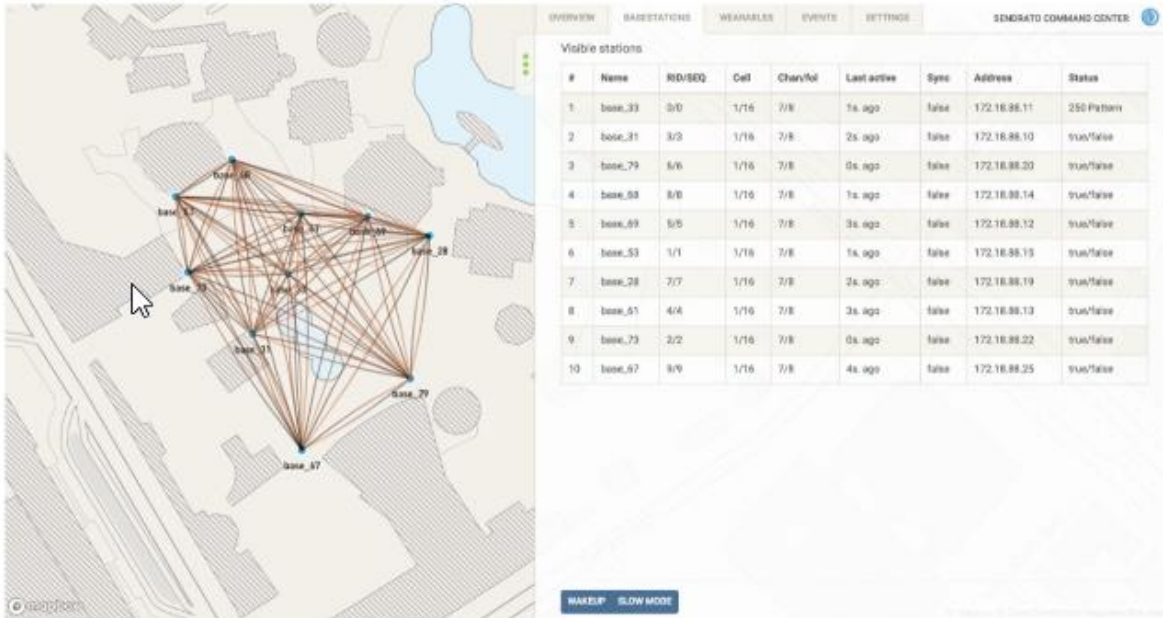 OVERVIEW BASESTATIONS WEARABLES EVENTS SETTINGS SENDRATO COMMAND CENTER
Visible stations
# Name RID/SEQ Cell Chan/fol Last active Sync Address Status
1 base_33 0/0 1/16 7/8 1s. ago false 172.18.88.11 250 Pattern
2 base_31 3/3 1/16 7/8 2s. ago false 172.18.88.10 true/false
3 base_79 6/6 1/16 7/8 0s. ago false 172.18.88.20 true/false
4 base_68 8/8 1/16 7/8 1s. ago false 172.18.88.14 true/false
5 base_69 5/5 1/16 7/8 3s. ago false 172.18.88.12 true/false
6 base_53 1/1 1/16 7/8 1s. ago false 172.18.88.15 true/false
7 base_28 7/7 1/16 7/8 2s. ago false 172.18.88.19 true/false
8 base_61 4/4 1/16 7/8 3s. ago false 172.18.88.13 true/false
9 base_73 2/2 1/16 7/8 0s. ago false 172.18.88.22 true/false
10 base_67 9/9 1/16 7/8 4s. ago false 172.18.88.25 true/false
base_68
base_69
base_28
base_79
base_67
mapbox
WAKEUP SLOW MODE